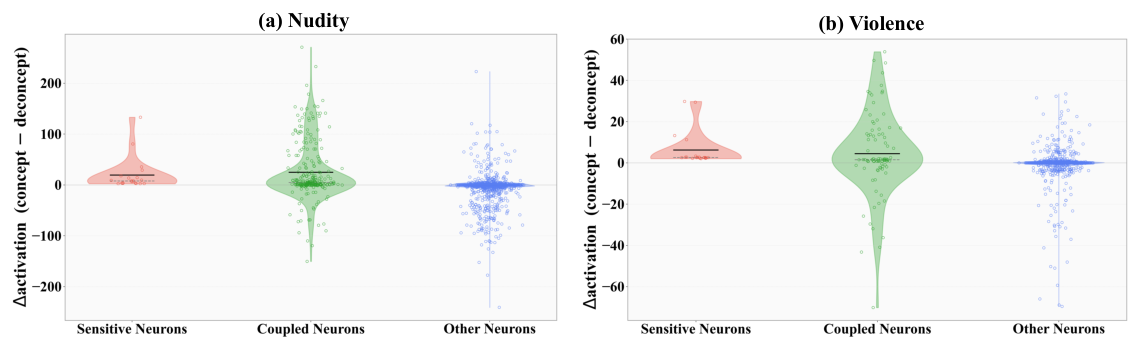 (a) Nudity
Δactivation (concept − deconcept)
200
100
0
−100
−200
Sensitive Neurons
Coupled Neurons
Other Neurons
(b) Violence
Δactivation (concept − deconcept)
60
40
20
0
−20
−40
−60
Sensitive Neurons
Coupled Neurons
Other Neurons